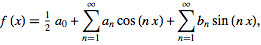 f (x) = 1/2 a₀ + ∑_{n=1}^{∞} aₙ cos (n x) + ∑_{n=1}^{∞} bₙ sin (n x),